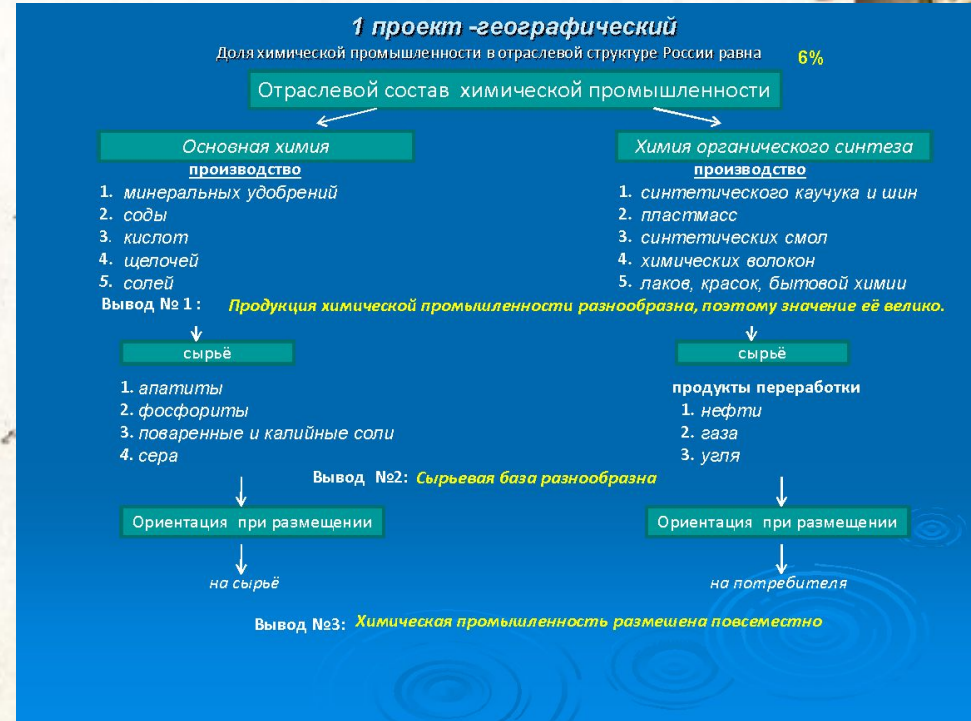 1 проект -географический
Доля химической промышленности в отраслевой структуре России равна 6%
Отраслевой состав химической промышленности
Основная химия
производство
1. минеральных удобрений
2. соды
3. кислот
4. щелочей
5. солей
Химия органического синтеза
производство
1. синтетического каучука и шин
2. пластмасс
3. синтетических смол
4. химических волокон
5. лаков, красок, бытовой химии
Вывод № 1 : Продукция химической промышленности разнообразна, поэтому значение её велико.
сырьё
1. апатиты
2. фосфориты
3. поваренные и калийные соли
4. сера
сырьё
продукты переработки
1. нефти
2. газа
3. угля
Вывод №2: Сырьевая база разнообразна
Ориентация при размещении
на сырьё
Ориентация при размещении
на потребителя
Вывод №3: Химическая промышленность размешена повсеместно